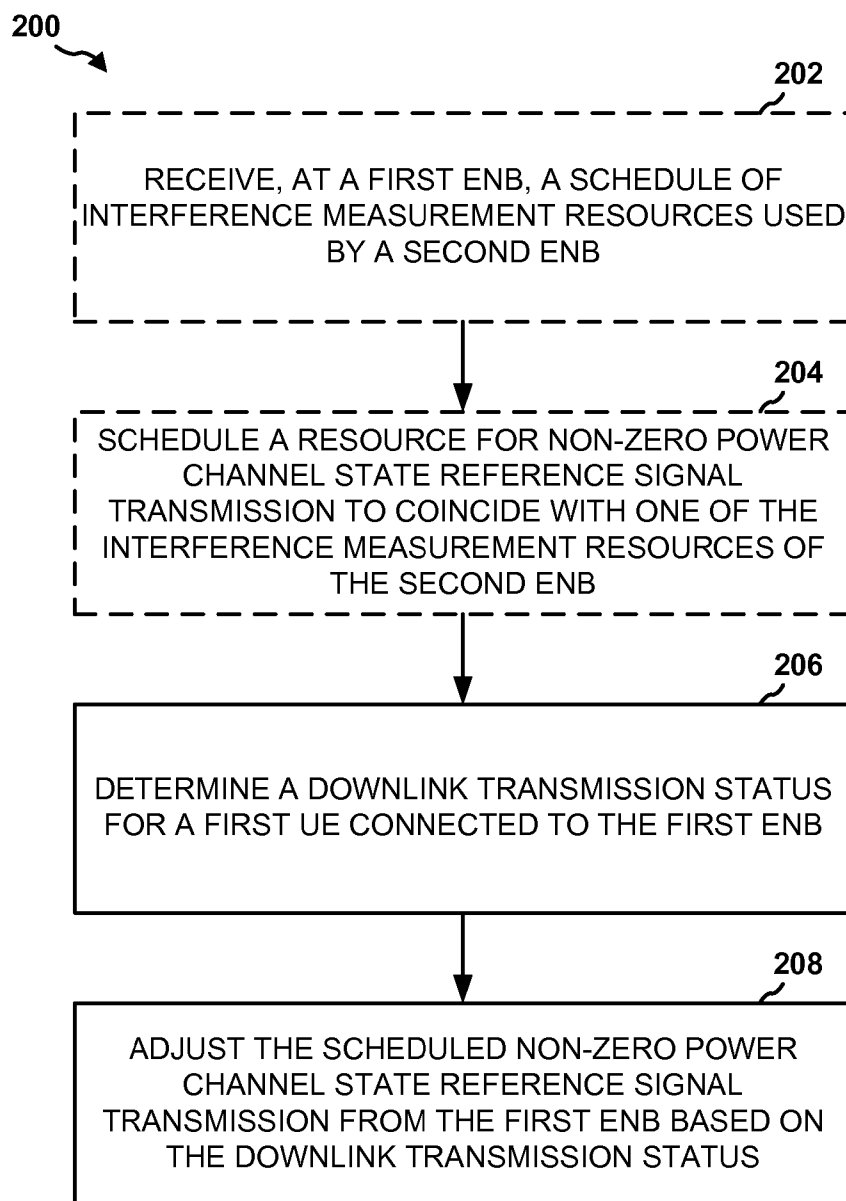 200
202
RECEIVE, AT A FIRST ENB, A SCHEDULE OF
INTERFERENCE MEASUREMENT RESOURCES USED
BY A SECOND ENB
204
SCHEDULE A RESOURCE FOR NON-ZERO POWER
CHANNEL STATE REFERENCE SIGNAL
TRANSMISSION TO COINCIDE WITH ONE OF THE
INTERFERENCE MEASUREMENT RESOURCES OF
THE SECOND ENB
206
DETERMINE A DOWNLINK TRANSMISSION STATUS
FOR A FIRST UE CONNECTED TO THE FIRST ENB
208
ADJUST THE SCHEDULED NON-ZERO POWER
CHANNEL STATE REFERENCE SIGNAL
TRANSMISSION FROM THE FIRST ENB BASED ON
THE DOWNLINK TRANSMISSION STATUS